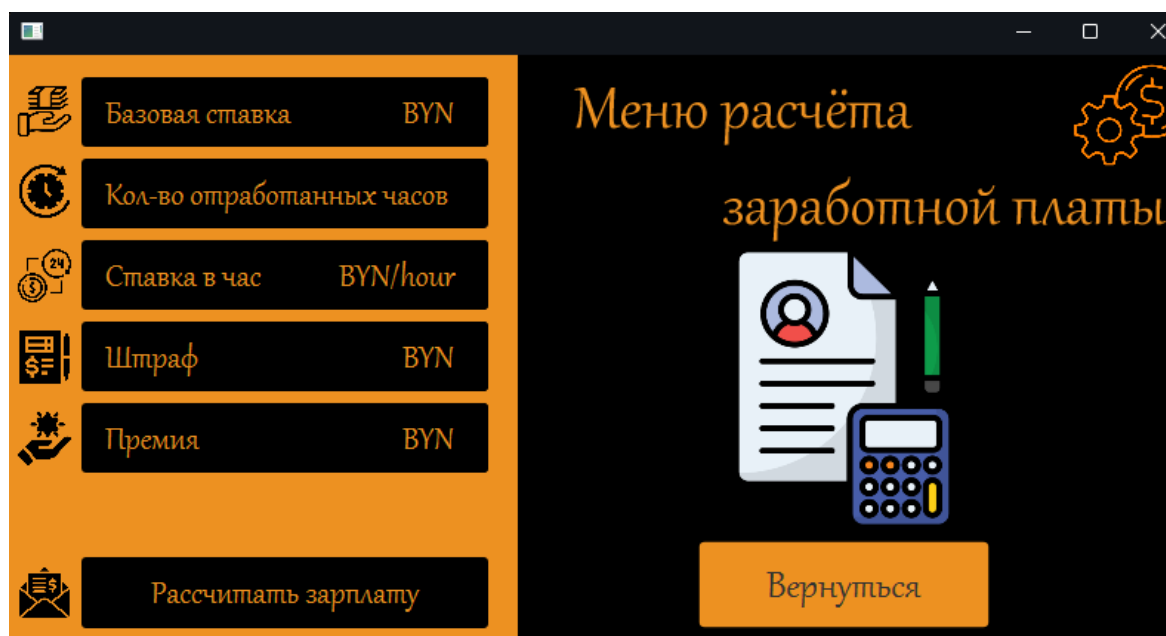 Базовая ставка BYN
Кол-во отработанных часов
Ставка в час BYN/hour
Штраф BYN
Премия BYN
Рассчитать зарплату
Меню расчёта
заработной платы
Вернуться
24
$
$
$=
$